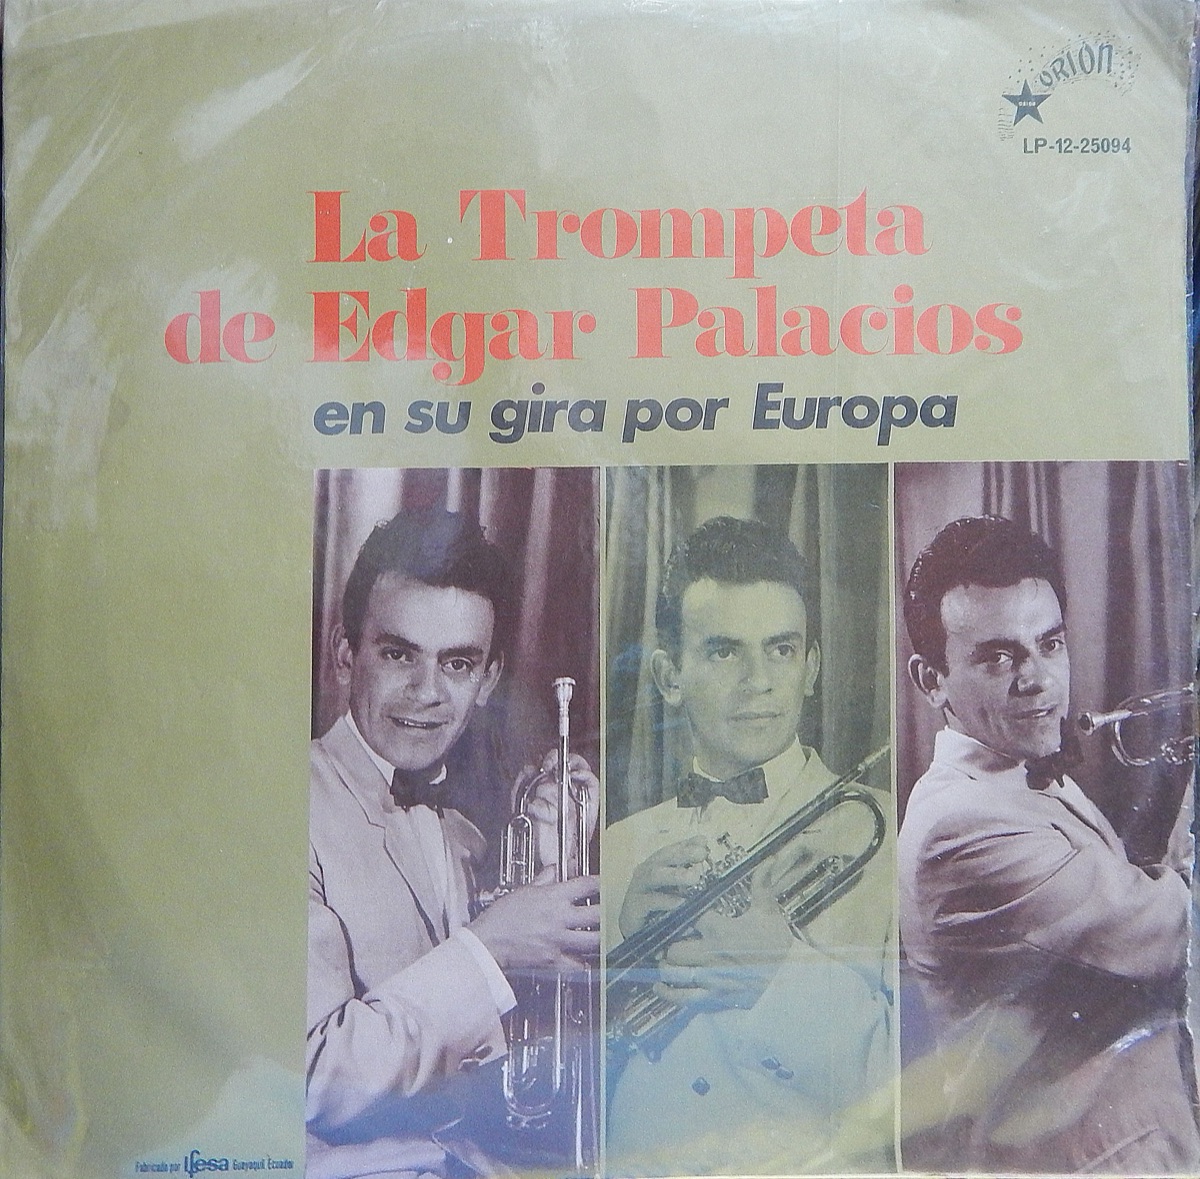 ORION
LP-12-25094
La Trompeta
de Edgar Palacios
en su gira por Europa
Fabricado por Ifesa Guayaquil Ecuador